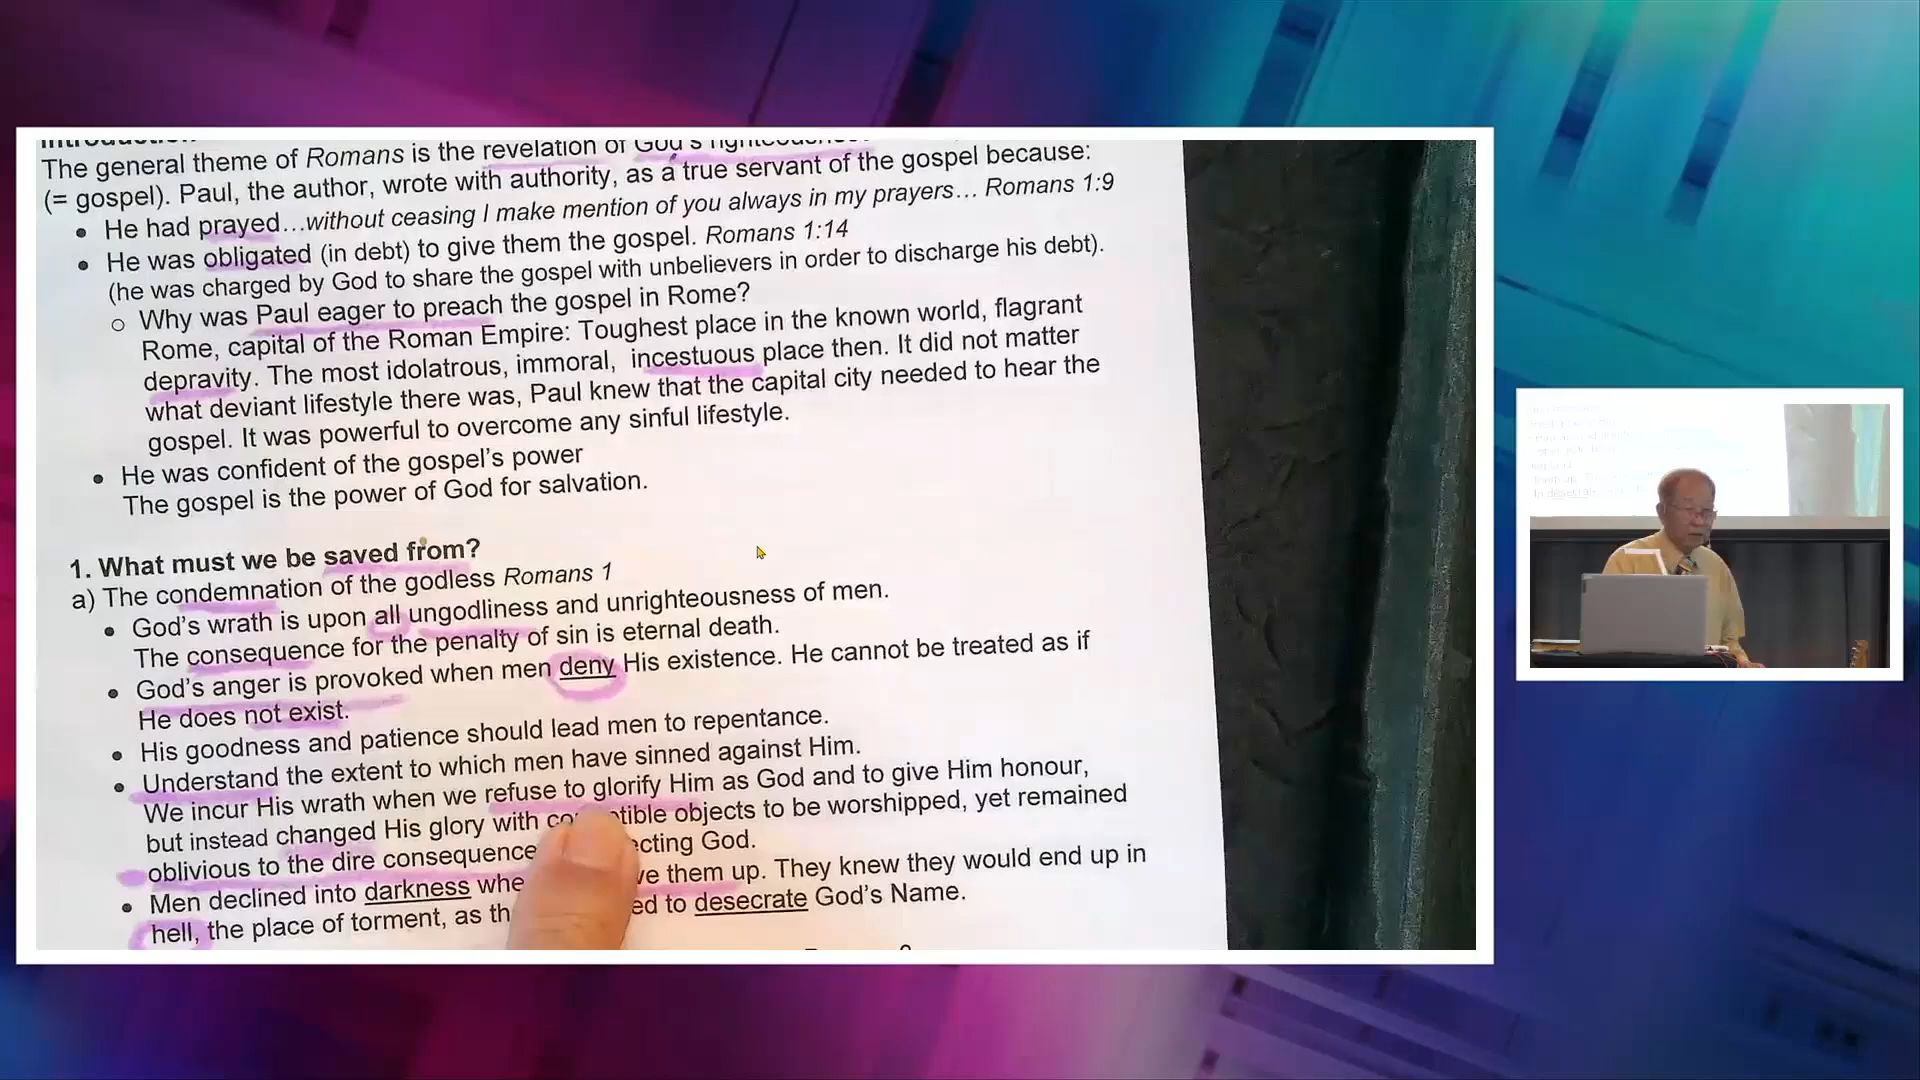 Introduction
The general theme of Romans is the revelation of God's righteousness
(= gospel). Paul, the author, wrote with authority, as a true servant of the gospel because:
• He had prayed…without ceasing I make mention of you always in my prayers… Romans 1:9
• He was obligated (in debt) to give them the gospel. Romans 1:14
(he was charged by God to share the gospel with unbelievers in order to discharge his debt).
○ Why was Paul eager to preach the gospel in Rome?
Rome, capital of the Roman Empire: Toughest place in the known world, flagrant
depravity. The most idolatrous, immoral, incestuous place then. It did not matter
what deviant lifestyle there was, Paul knew that the capital city needed to hear the
gospel. It was powerful to overcome any sinful lifestyle.
• He was confident of the gospel's power
The gospel is the power of God for salvation.
1. What must we be saved from?
a) The condemnation of the godless Romans 1
• God's wrath is upon all ungodliness and unrighteousness of men.
The consequence for the penalty of sin is eternal death.
• God's anger is provoked when men deny His existence. He cannot be treated as if
He does not exist.
• His goodness and patience should lead men to repentance.
• Understand the extent to which men have sinned against Him.
We incur His wrath when we refuse to glorify Him as God and to give Him honour,
but instead changed His glory with objects to be worshipped, yet remained
oblivious to the dire consequence God.
• Men declined into darkness them up. They knew they would end up in
hell, the place of torment, as to desecrate God's Name.